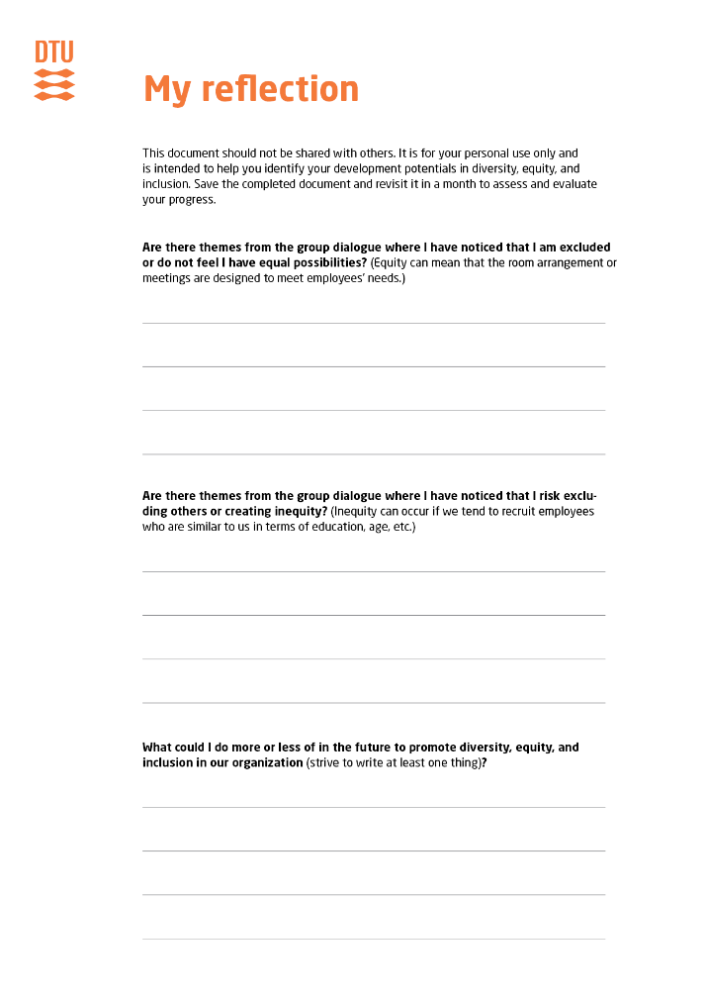 DTU
My reflection
This document should not be shared with others. It is for your personal use only and
is intended to help you identify your development potentials in diversity, equity, and
inclusion. Save the completed document and revisit it in a month to assess and evaluate
your progress.
Are there themes from the group dialogue where I have noticed that I am excluded
or do not feel I have equal possibilities? (Equity can mean that the room arrangement or
meetings are designed to meet employees' needs.)
Are there themes from the group dialogue where I have noticed that I risk exclu-
ding others or creating inequity? (Inequity can occur if we tend to recruit employees
who are similar to us in terms of education, age, etc.)
What could I do more or less of in the future to promote diversity, equity, and
inclusion in our organization (strive to write at least one thing)?